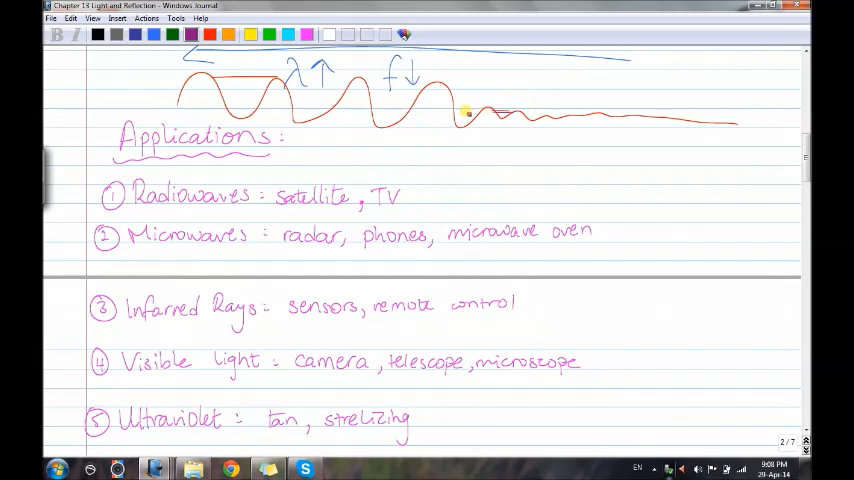 Chapter 13 Light and Reflection - Windows Journal
File Edit View Insert Actions Tools Help
B I
λ↑ f↓
Applications :
① Radiowaves : satellite, TV
② Microwaves : radar, phones, microwave oven
③ Infarred Rays : sensors, remote control
④ Visible light : camera, telescope, microscope
⑤ Ultraviolet : tan, strelizing
2 / 7
EN
9:08 PM
29-Apr-14